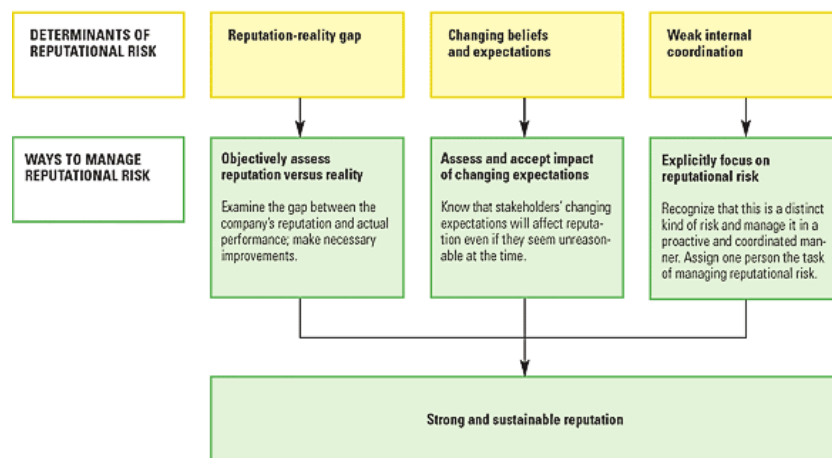 DETERMINANTS OF
REPUTATIONAL RISK
Reputation-reality gap
Changing beliefs
and expectations
Weak internal
coordination
WAYS TO MANAGE
REPUTATIONAL RISK
Objectively assess
reputation versus reality
Examine the gap between the
company's reputation and actual
performance; make necessary
improvements.
Assess and accept impact
of changing expectations
Know that stakeholders' changing
expectations will affect reputa-
tion even if they seem unreason-
able at the time.
Explicitly focus on
reputational risk
Recognize that this is a distinct
kind of risk and manage it in a
proactive and coordinated man-
ner. Assign one person the task
of managing reputational risk.
Strong and sustainable reputation